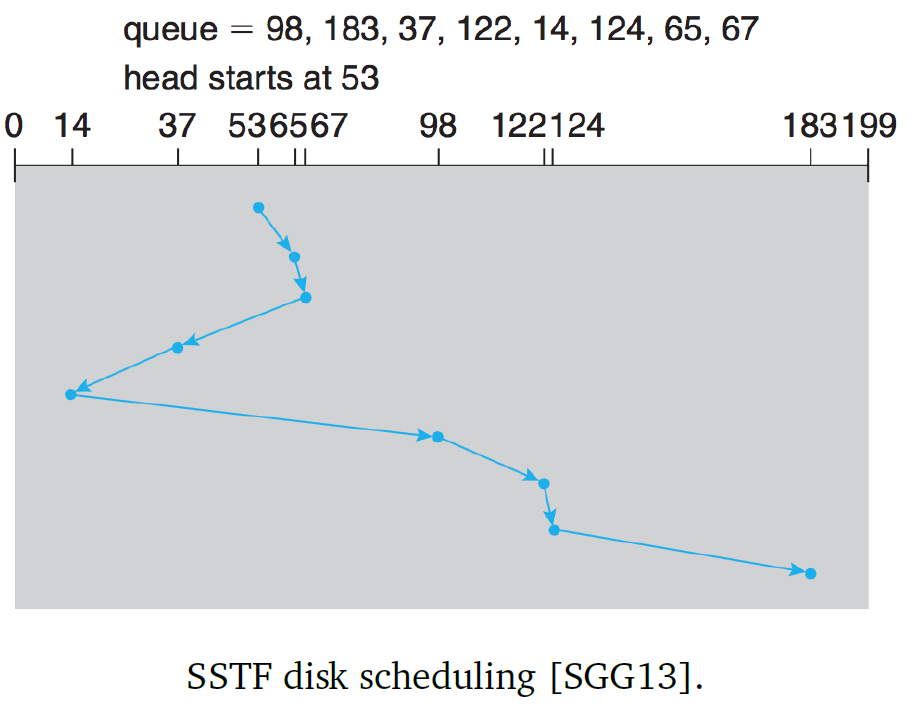 queue = 98, 183, 37, 122, 14, 124, 65, 67
head starts at 53
0 14 37 536567 98 122124 183199
SSTF disk scheduling [SGG13].